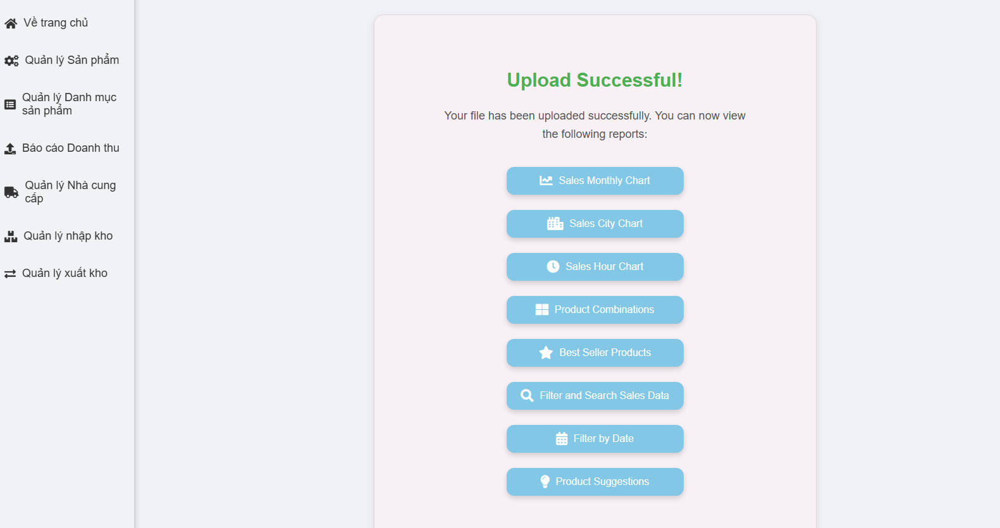 Về trang chủ
Quản lý Sản phẩm
Quản lý Danh mục
sản phẩm
Báo cáo Doanh thu
Quản lý Nhà cung
cấp
Quản lý nhập kho
Quản lý xuất kho
Upload Successful!
Your file has been uploaded successfully. You can now view
the following reports:
Sales Monthly Chart
Sales City Chart
Sales Hour Chart
Product Combinations
Best Seller Products
Filter and Search Sales Data
Filter by Date
Product Suggestions